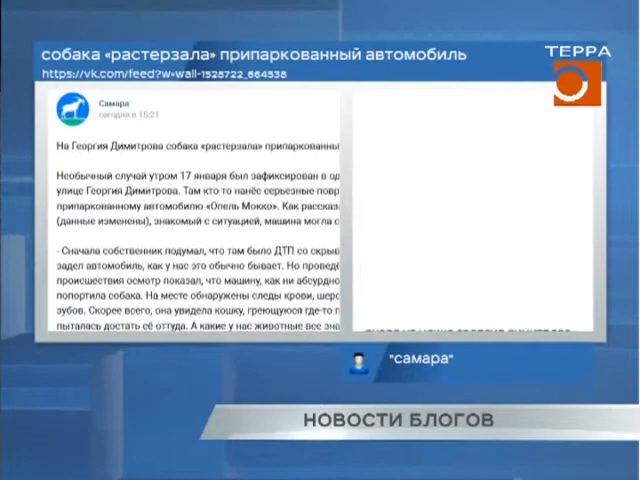 собака «растерзала» припаркованный автомобиль
https://vk.com/feed?w=wall-1528722_664538
ТЕРРА
Самара
сегодня в 15:21
На Георгия Димитрова собака «растерзала» припаркованны
Необычный случай утром 17 января был зафиксирован в од
улице Георгия Димитрова. Там кто-то нанёс серьезные повр
припаркованному автомобилю «Опель Мокко». Как рассказ
(данные изменены), знакомый с ситуацией, машина могла с
- Сначала собственник подумал, что там было ДТП со скрыв
задел автомобиль, как у нас это обычно бывает. Но проведё
происшествия осмотр показал, что машину, как ни абсурдно
попортила собака. На месте обнаружены следы крови, шерс
зубов. Скорее всего, она увидела кошку, греющуюся где-то п
пыталась достать её оттуда. А какие у нас животные все зна
"самара"
НОВОСТИ БЛОГОВ